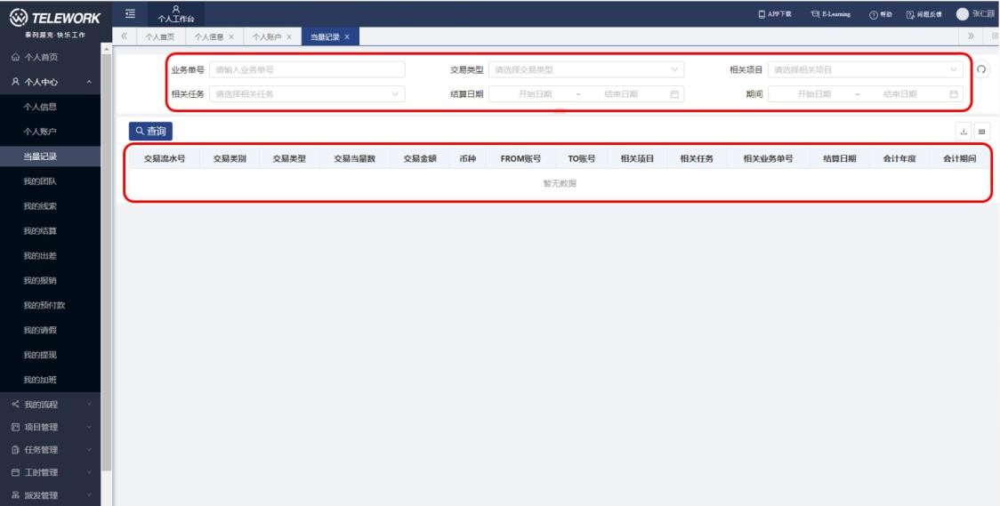 TELEWORK
泰列渥克·快乐工作
个人工作台
APP下载 E-Learning 帮助 问题反馈 张仁圆
个人首页 个人信息 × 个人账户 × 当量记录 ×
个人首页
个人中心
个人信息
个人账户
当量记录
我的团队
我的线索
我的结算
我的出差
我的报销
我的预付款
我的请假
我的提现
我的加班
我的流程
项目管理
任务管理
工时管理
派发管理
业务单号 请输入业务单号 交易类型 请选择交易类型 相关项目 请选择相关项目
相关任务 请选择相关任务 结算日期 开始日期 ~ 结束日期 期间 开始日期 ~ 结束日期
查询
交易流水号 交易类别 交易类型 交易当量数 交易金额 币种 FROM账号 TO账号 相关项目 相关任务 相关业务单号 结算日期 会计年度 会计期间
暂无数据